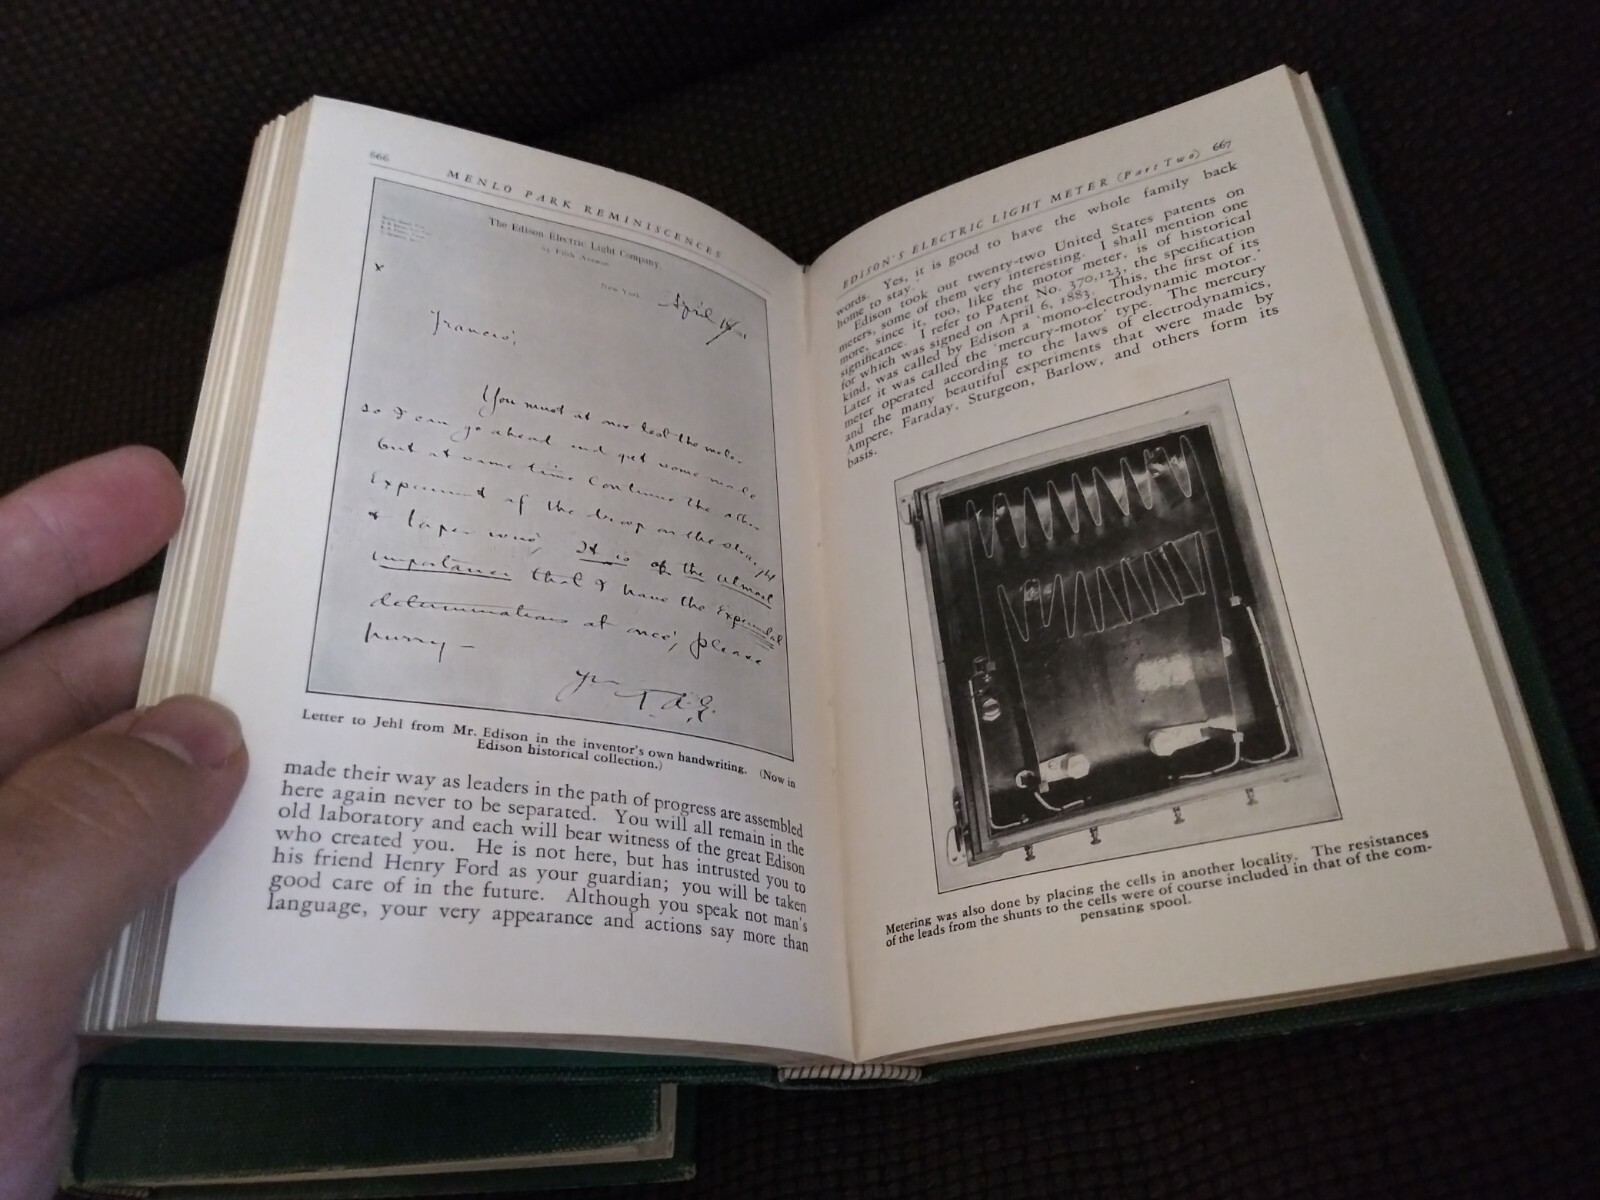 666
MENLO PARK REMINISCENCES
The Edison Electric Light Company,
65 Fifth Avenue
New York
April
x
Francis,
You must at once test the
so I can go ahead and get some made
but at same time continue the other
Experiment of the drop on the straight
& taper
It is of the utmost
importance that I have the Experimental
determinations at once, please
hurry —
T.A.E.
Letter to Jehl from Mr. Edison in the inventor's own handwriting. (Now in
Edison historical collection.)
made their way as leaders in the path of progress are assembled
here again never to be separated. You will all remain in the
old laboratory and each will bear witness of the great Edison
who created you. He is not here, but has intrusted you to
his friend Henry Ford as your guardian; you will be taken
good care of in the future. Although you speak not man's
language, your very appearance and actions say more than
EDISON'S ELECTRIC LIGHT METER (Part Two) 667
words. Yes, it is good to have the whole family back
home to stay.'
Edison took out twenty-two United States patents on
meters, some of them very interesting. I shall mention one
more, since it, too, like the motor meter, is of historical
significance. I refer to Patent No. 370,123, the specification
for which was signed on April 6, 1883. This, the first of its
kind, was called by Edison a 'mono-electrodynamic motor.'
Later it was called the 'mercury-motor' type. The mercury
meter operated according to the laws of electrodynamics,
and the many beautiful experiments that were made by
Ampere, Faraday, Sturgeon, Barlow, and others form its
basis.
Metering was also done by placing the cells in another locality. The resistances
of the leads from the shunts to the cells were of course included in that of the com-
pensating spool.